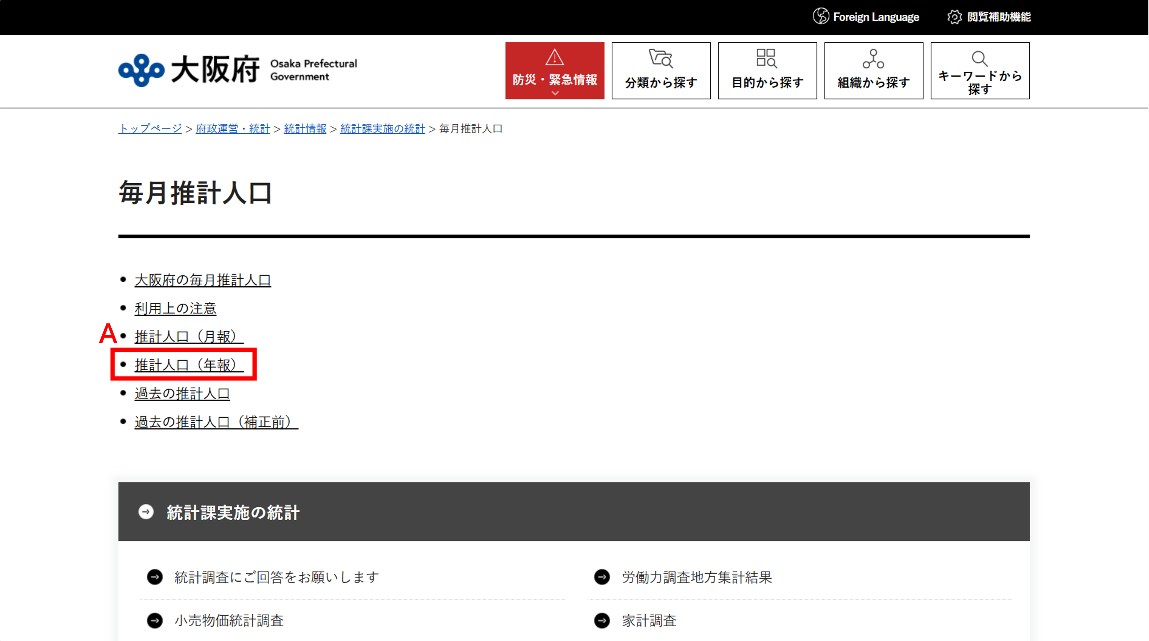 Foreign Language 閲覧補助機能
大阪府 Osaka Prefectural Government
防災・緊急情報
分類から探す
目的から探す
組織から探す
キーワードから
探す
トップページ > 府政運営・統計 > 統計情報 > 統計課実施の統計 > 毎月推計人口
毎月推計人口
大阪府の毎月推計人口
利用上の注意
A
推計人口（月報）
推計人口（年報）
過去の推計人口
過去の推計人口（補正前）
統計課実施の統計
統計調査にご回答をお願いします
労働力調査地方集計結果
小売物価統計調査
家計調査